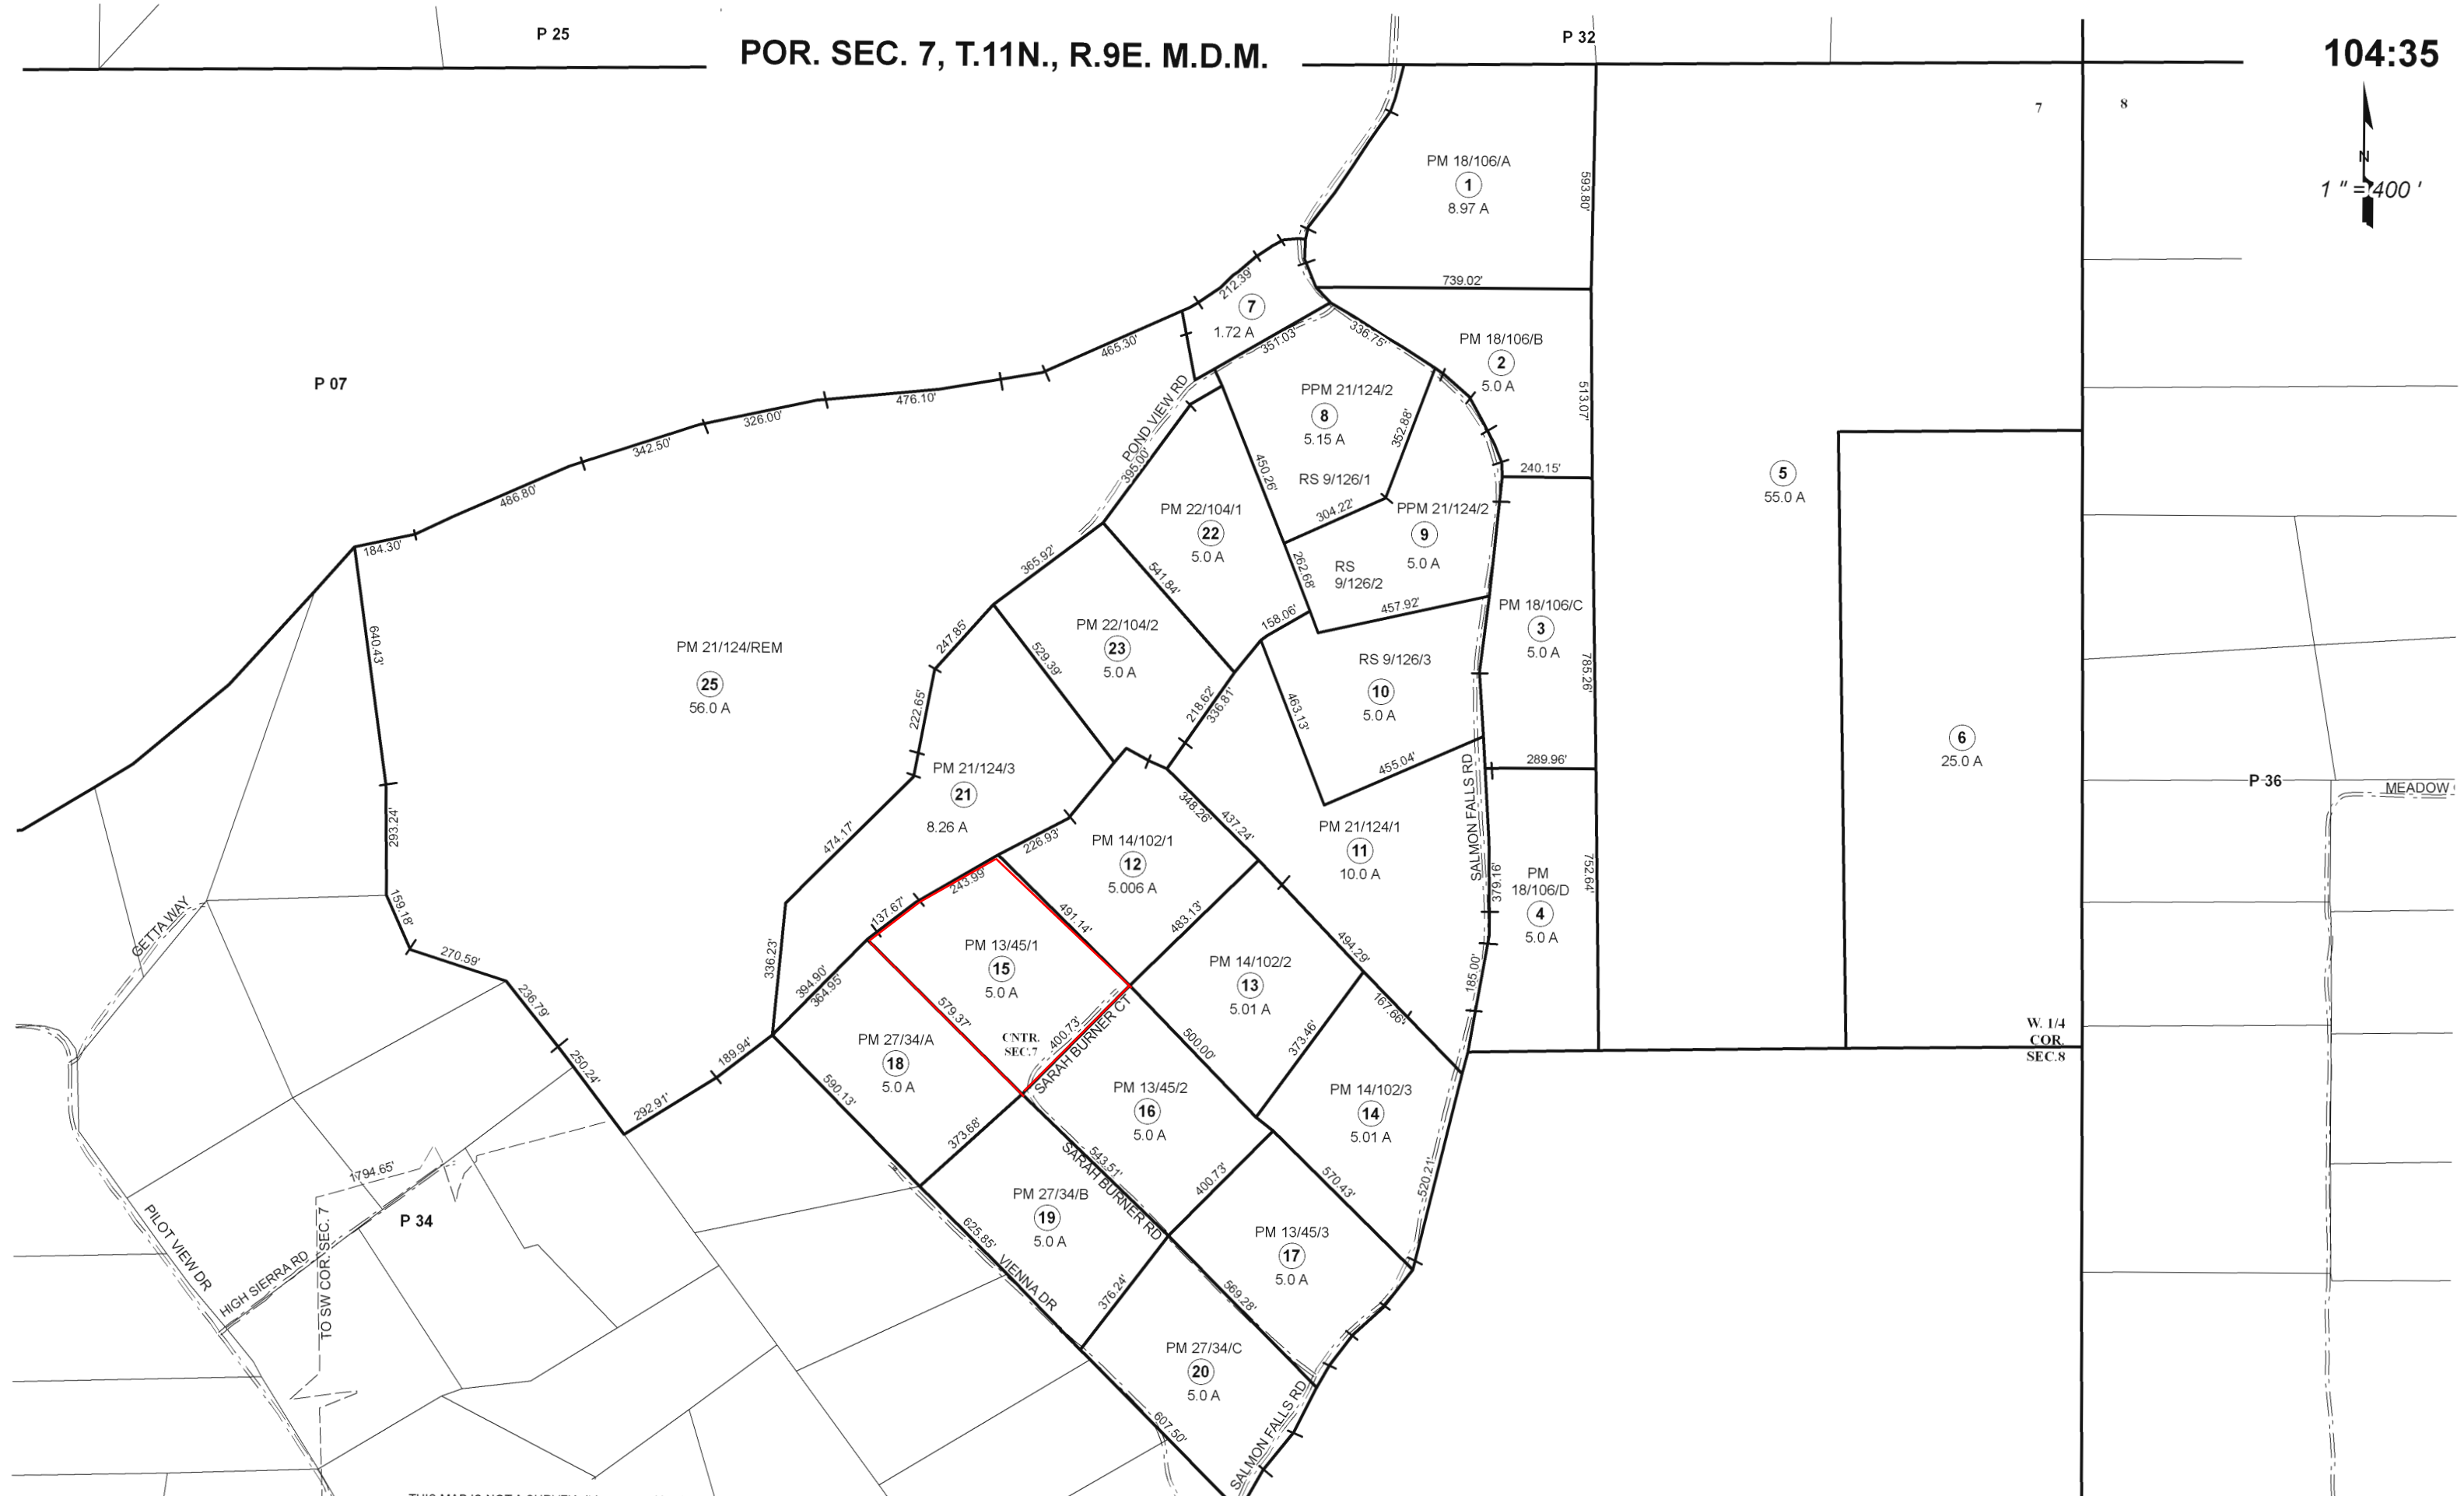 P 25
POR. SEC. 7, T.11N., R.9E. M.D.M.
P 32
104:35
7
8
N
1 " = 400 '
PM 18/106/A
1
8.97 A
593.80'
739.02'
212.39'
7
1.72 A
351.03'
336.75'
PM 18/106/B
2
5.0 A
513.07'
240.15'
P 07
465.30'
476.10'
326.00'
342.50'
486.80'
184.30'
POND VIEW RD
395.00'
PPM 21/124/2
8
5.15 A
352.88'
450.26'
RS 9/126/1
304.22'
PPM 21/124/2
9
5.0 A
RS
9/126/2
262.68'
457.92'
158.06'
5
55.0 A
PM 22/104/1
22
5.0 A
541.84'
365.92'
PM 22/104/2
23
5.0 A
529.39'
247.85'
222.65'
218.62'
336.81'
PM 18/106/C
3
5.0 A
785.26'
289.96'
RS 9/126/3
10
5.0 A
463.13'
455.04'
SALMON FALLS RD
640.43'
PM 21/124/REM
25
56.0 A
6
25.0 A
P 36
MEADOW
PM 21/124/3
21
8.26 A
474.17'
293.24'
348.26'
437.24'
PM 21/124/1
11
10.0 A
PM 14/102/1
12
5.006 A
226.93'
243.99'
137.67'
491.14'
483.13'
379.16'
752.64'
PM
18/106/D
4
5.0 A
185.00'
GETTA WAY
159.18'
270.59'
236.79'
250.24'
336.23'
394.90'
364.95'
PM 13/45/1
15
5.0 A
579.37'
CNTR.
SEC.7
400.73'
SARAH BURNER CT
PM 14/102/2
13
5.01 A
494.29'
167.66'
373.46'
500.00'
W. 1/4
COR.
SEC.8
189.94'
292.91'
PM 27/34/A
18
5.0 A
590.13'
373.68'
PM 13/45/2
16
5.0 A
543.51'
SARAH BURNER RD
400.73'
PM 14/102/3
14
5.01 A
570.43'
520.21'
1794.65'
P 34
PILOT VIEW DR
HIGH SIERRA RD
TO SW COR. SEC. 7
PM 27/34/B
19
5.0 A
625.85'
VIENNA DR
376.24'
PM 13/45/3
17
5.0 A
569.28'
PM 27/34/C
20
5.0 A
607.50'
SALMON FALLS RD